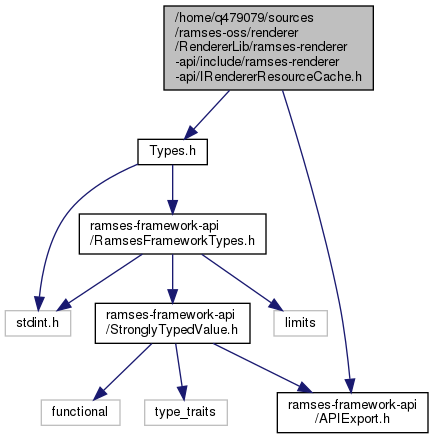 /home/q479079/sources
/ramses-oss/renderer
/RendererLib/ramses-renderer
-api/include/ramses-renderer
-api/IRendererResourceCache.h
Types.h
ramses-framework-api
/RamsesFrameworkTypes.h
stdint.h
ramses-framework-api
/StronglyTypedValue.h
limits
functional
type_traits
ramses-framework-api
/APIExport.h